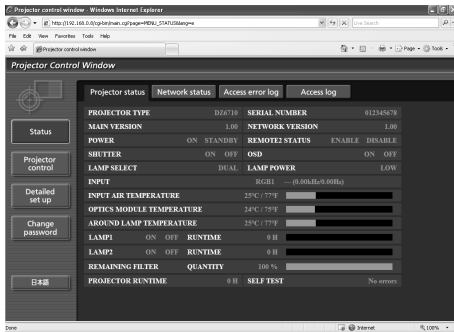 Projector control window - Windows Internet Explorer
http://192.168.0.8/cgi-bin/main.cgi?page=MENU_STATUS&lang=e
Live Search
File Edit View Favorites Tools Help
Projector control window
Page Tools
Projector Control Window
Projector status Network status Access error log Access log
PROJECTOR TYPE DZ6710 SERIAL NUMBER 012345678
MAIN VERSION 1.00 NETWORK VERSION 1.00
POWER ON STANDBY REMOTE2 STATUS ENABLE DISABLE
SHUTTER ON OFF OSD ON OFF
LAMP SELECT DUAL LAMP POWER LOW
INPUT RGB1 --- (0.00kHz/0.00Hz)
INPUT AIR TEMPERATURE 25°C / 77°F
OPTICS MODULE TEMPERATURE 24°C / 75°F
AROUND LAMP TEMPERATURE 25°C / 77°F
LAMP1 ON OFF RUNTIME 0 H
LAMP2 ON OFF RUNTIME 0 H
REMAINING FILTER QUANTITY 100 %
PROJECTOR RUNTIME 0 H SELF TEST No errors
Status
Projector
control
Detailed
set up
Change
password
日本語
Done Internet 100%